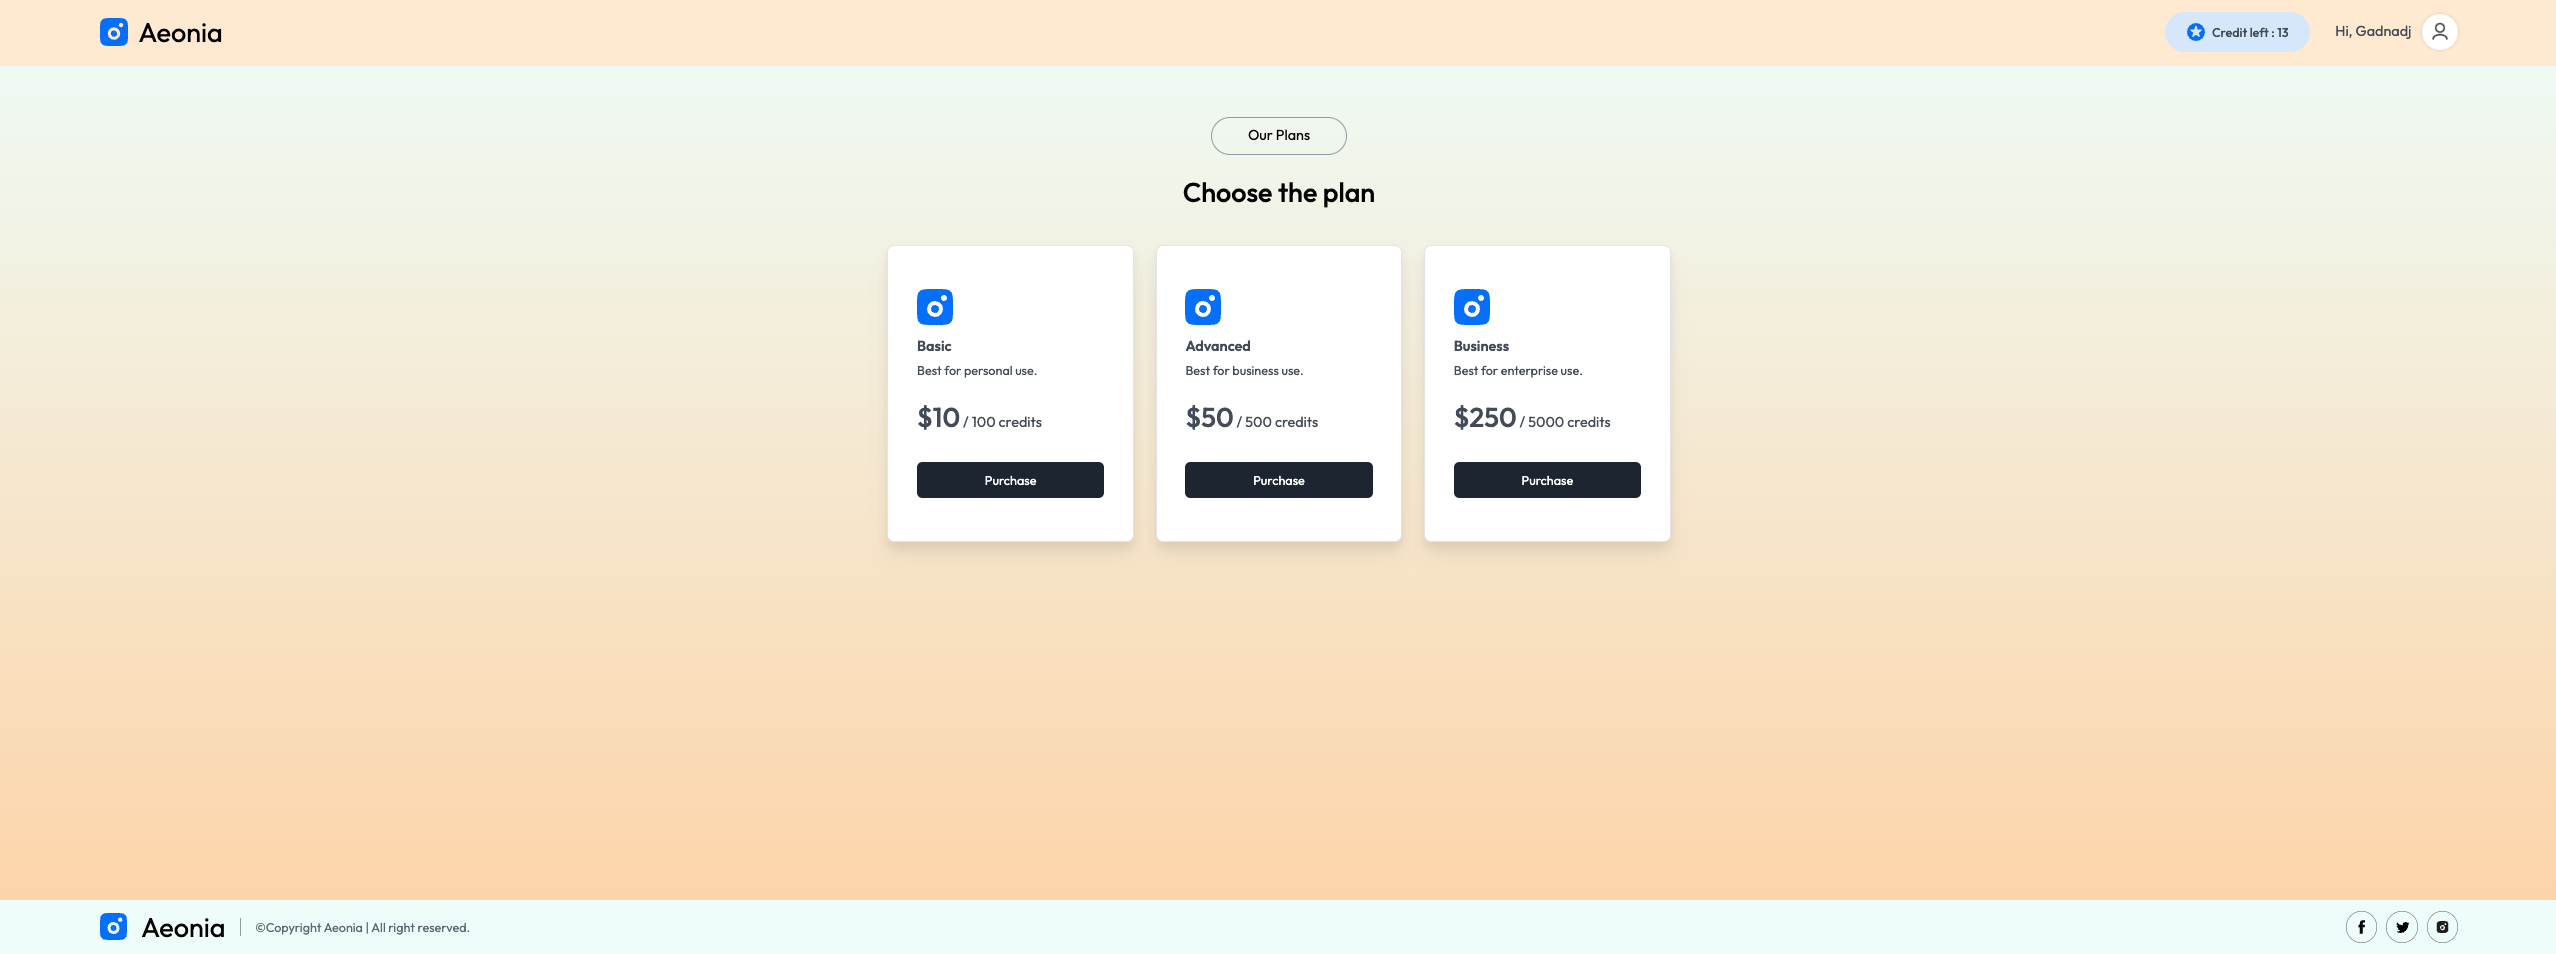 Aeonia
Credit left : 13
Hi, Gadnadj
Our Plans
Choose the plan
Basic
Best for personal use.
$10 / 100 credits
Purchase
Advanced
Best for business use.
$50 / 500 credits
Purchase
Business
Best for enterprise use.
$250 / 5000 credits
Purchase
Aeonia
©Copyright Aeonia | All right reserved.